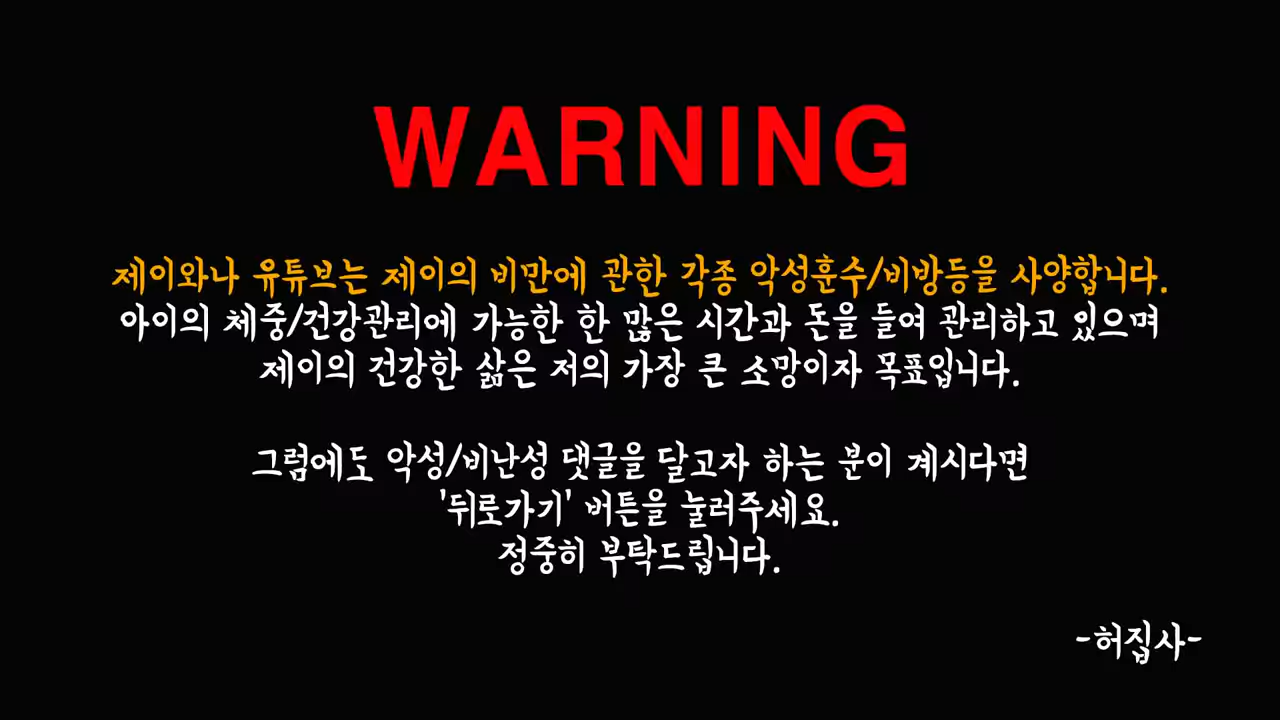 WARNING
제이와나 유튜브는 제이의 비만에 관한 각종 악성훈수/비방등을 사양합니다.
아이의 체중/건강관리에 가능한 한 많은 시간과 돈을 들여 관리하고 있으며
제이의 건강한 삶은 저의 가장 큰 소망이자 목표입니다.
그럼에도 악성/비난성 댓글을 달고자 하는 분이 계시다면
'뒤로가기' 버튼을 눌러주세요.
정중히 부탁드립니다.
-허집사-